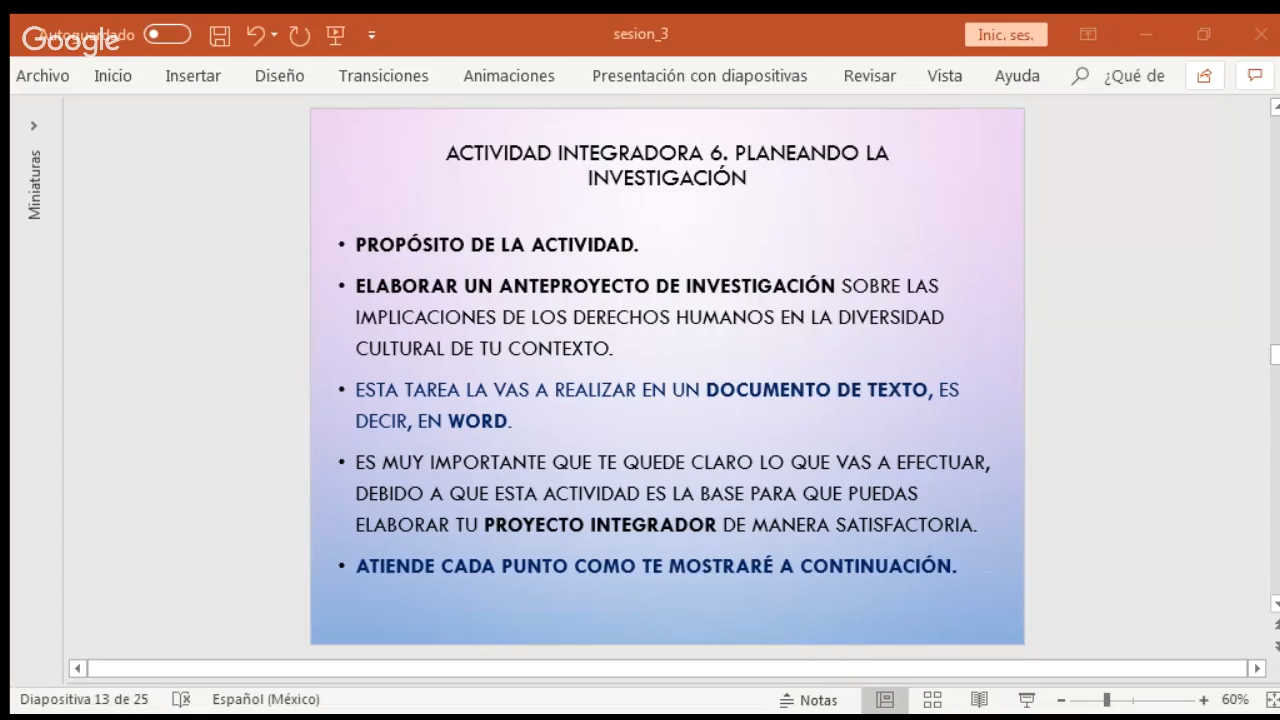 Google
Autoguardado
sesion_3
Inic. ses.
Archivo Inicio Insertar Diseño Transiciones Animaciones Presentación con diapositivas Revisar Vista Ayuda ¿Qué de
Miniaturas
ACTIVIDAD INTEGRADORA 6. PLANEANDO LA
INVESTIGACIÓN
• PROPÓSITO DE LA ACTIVIDAD.
• ELABORAR UN ANTEPROYECTO DE INVESTIGACIÓN SOBRE LAS
IMPLICACIONES DE LOS DERECHOS HUMANOS EN LA DIVERSIDAD
CULTURAL DE TU CONTEXTO.
• ESTA TAREA LA VAS A REALIZAR EN UN DOCUMENTO DE TEXTO, ES
DECIR, EN WORD.
• ES MUY IMPORTANTE QUE TE QUEDE CLARO LO QUE VAS A EFECTUAR,
DEBIDO A QUE ESTA ACTIVIDAD ES LA BASE PARA QUE PUEDAS
ELABORAR TU PROYECTO INTEGRADOR DE MANERA SATISFACTORIA.
• ATIENDE CADA PUNTO COMO TE MOSTRARÉ A CONTINUACIÓN.
Diapositiva 13 de 25 Español (México) Notas 60%